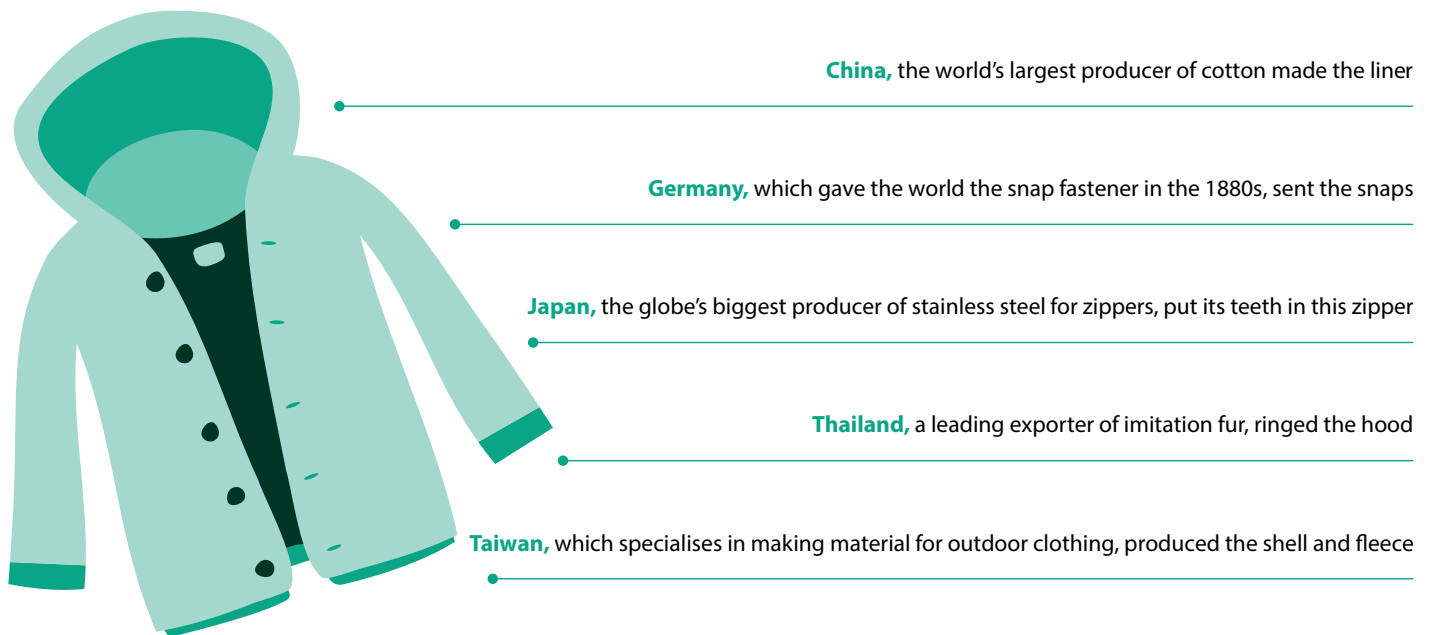 China, the world’s largest producer of cotton made the liner
Germany, which gave the world the snap fastener in the 1880s, sent the snaps
Japan, the globe’s biggest producer of stainless steel for zippers, put its teeth in this zipper
Thailand, a leading exporter of imitation fur, ringed the hood
Taiwan, which specialises in making material for outdoor clothing, produced the shell and fleece